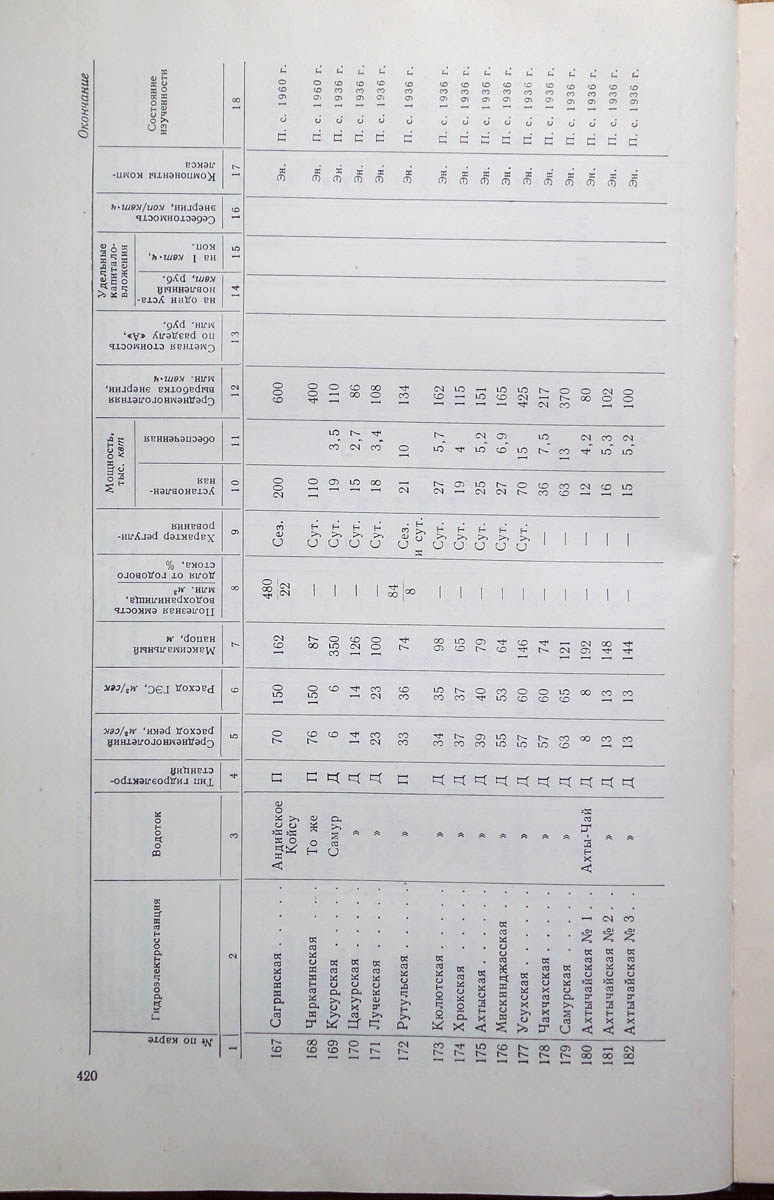 420
Окончание
№ по карте
Гидроэлектростанция
Водоток
Тип гидроэлектро-
станций
Среднемноголетний
расход реки, м³/сек
Расход ГЭС, м³/сек
Максимальный
напор, м
Полезная емкость
водохранилища,
млн. м³
доля от годового
стока, %
Характер регули-
рования
Мощность,
тыс. квт
установлен-
ная
обеспеченная
Среднемноголетняя
выработка энергии,
млн. квт·ч
Сметная стоимость
по разделу «А»,
млн. руб.
Удельные
капитало-
вложения
на один уста-
новленный
квт, руб.
на 1 квт·ч,
коп.
Себестоимость
энергии, коп/квт·ч
Компоненты комп-
лекса
Состояние
изученности
1 2 3 4 5 6 7 8 9 10 11 12 13 14 15 16 17 18
167 Сагринская . . . . . Андийское Койсу П 70 150 162 480/22 Сез. 200 600 Эн. П. с. 1960 г.
168 Чиркатинская . . . То же П 76 150 87 — Сут. 110 400 Эн. П. с. 1960 г.
169 Кусурская . . . . . Самур Д 6 6 350 — Сут. 19 3,5 110 Эн. П. с. 1936 г.
170 Цахурская . . . . . » Д 14 14 126 — Сут. 15 2,7 86 Эн. П. с. 1936 г.
171 Лучекская . . . . . » Д 23 23 100 — Сут. 18 3,4 108 Эн. П. с. 1936 г.
172 Рутульская . . . . . » П 33 36 74 84/8 Сез. и сут. 21 10 134 Эн. П. с. 1936 г.
173 Кюлютская . . . . . » Д 34 35 98 — Сут. 27 5,7 162 Эн. П. с. 1936 г.
174 Хрюкская . . . . . » Д 37 37 65 — Сут. 19 4 115 Эн. П. с. 1936 г.
175 Ахтыская . . . . . . » Д 39 40 79 — Сут. 25 5,2 151 Эн. П. с. 1936 г.
176 Мискинджасская . . . » Д 55 53 64 — Сут. 27 6,9 165 Эн. П. с. 1936 г.
177 Усухская . . . . . . » Д 57 60 146 — Сут. 70 15 425 Эн. П. с. 1936 г.
178 Чахчахская . . . . . » Д 57 60 74 — — 36 7,5 217 Эн. П. с. 1936 г.
179 Самурская . . . . . » Д 63 65 121 — — 63 13 370 Эн. П. с. 1936 г.
180 Ахтычайская № 1 . . Ахты-Чай Д 8 8 192 — — 12 4,2 80 Эн. П. с. 1936 г.
181 Ахтычайская № 2 . . » Д 13 13 148 — — 16 5,3 102 Эн. П. с. 1936 г.
182 Ахтычайская № 3 . . » Д 13 13 144 — — 15 5,2 100 Эн. П. с. 1936 г.